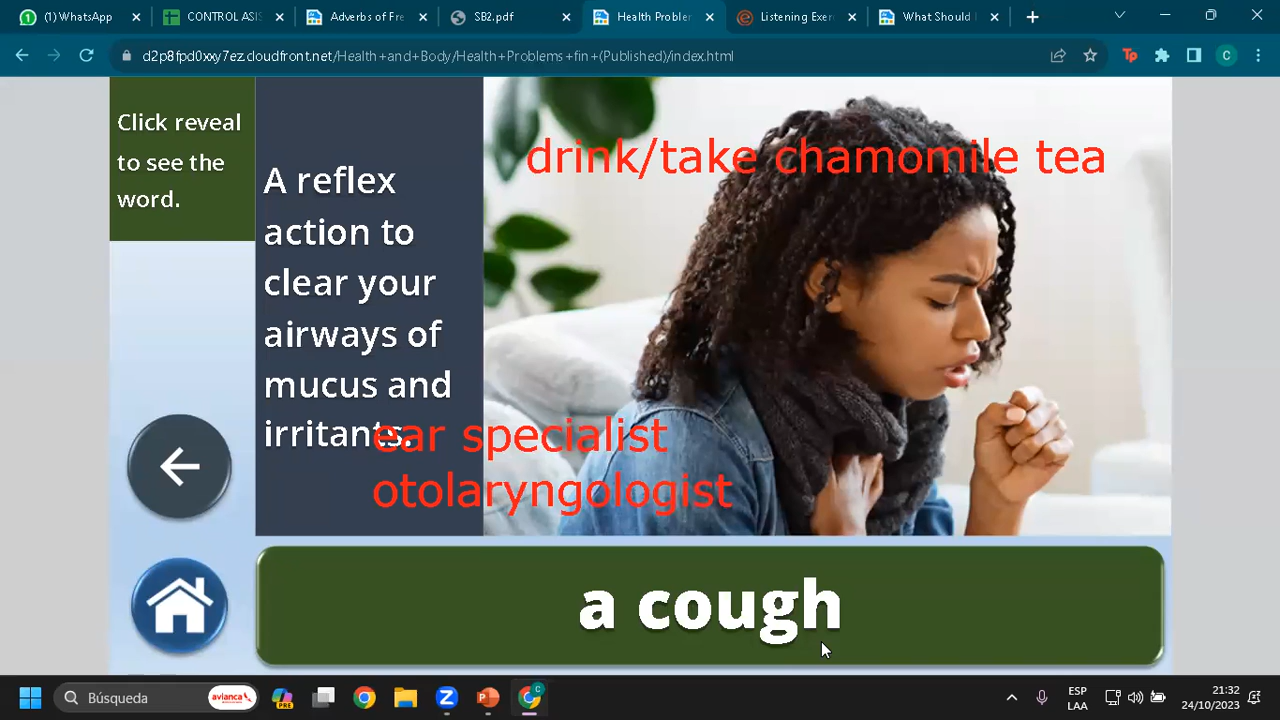 (1) WhatsApp
CONTROL ASIS
Adverbs of Fre
SB2.pdf
Health Probler
Listening Exer
What Should I
d2p8fpd0xxy7ez.cloudfront.net/Health+and+Body/Health+Problems+fin+(Published)/index.html
Tp
C
Click reveal
to see the
word.
A reflex
action to
clear your
airways of
mucus and
irritants.
drink/take chamomile tea
ear specialist
otolaryngologist
a cough
Búsqueda
avianca
PRE
C
ESP
LAA
21:32
24/10/2023